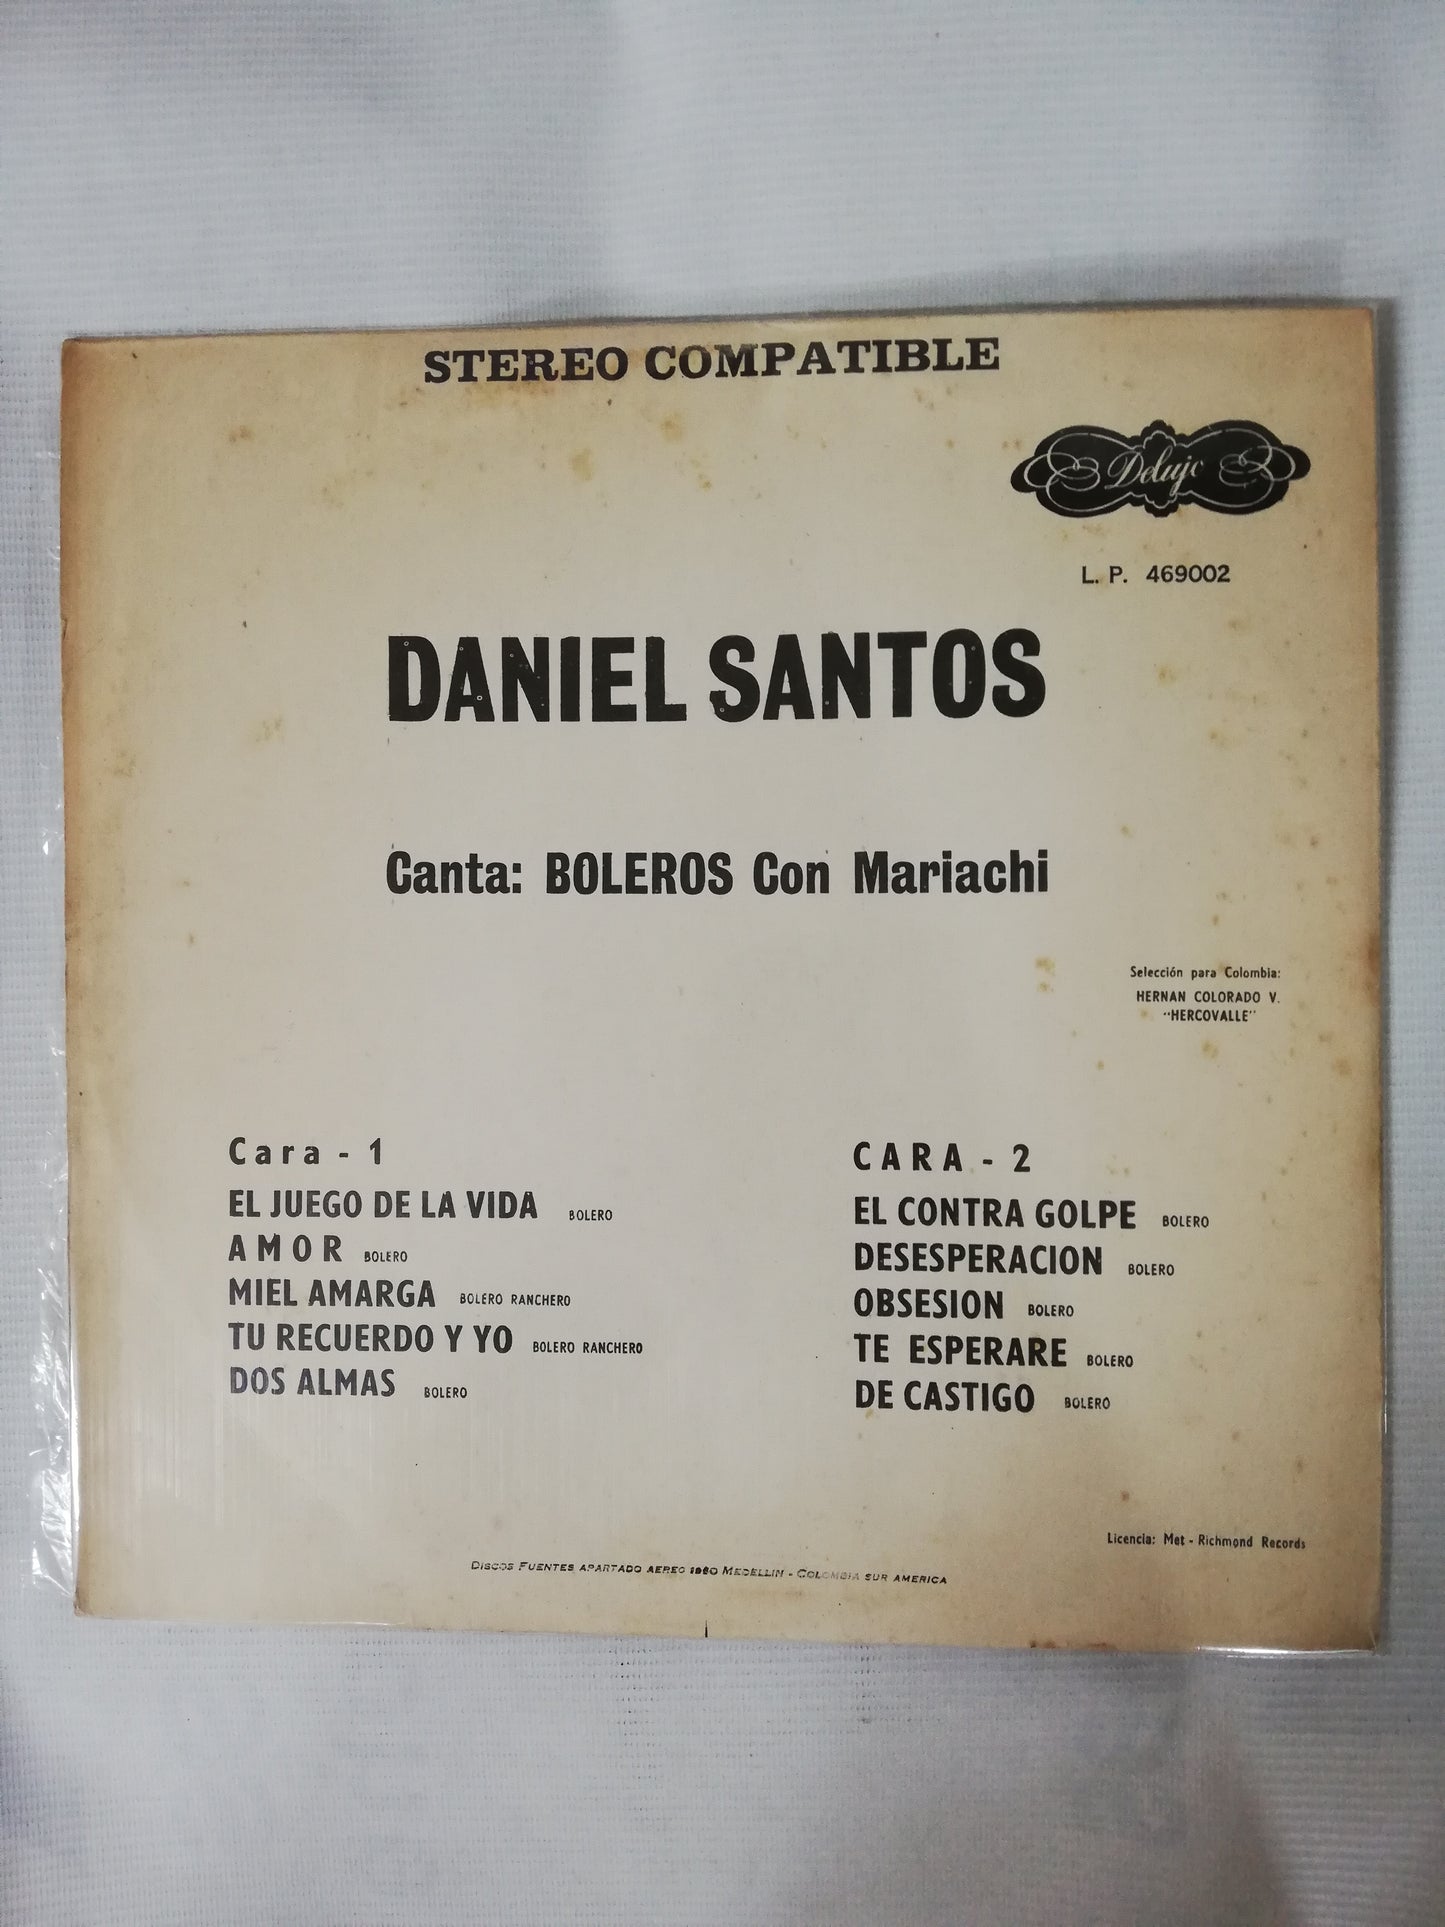 STEREO COMPATIBLE
Delujo
L. P. 469002
DANIEL SANTOS
Canta: BOLEROS Con Mariachi
Selección para Colombia:
HERNAN COLORADO V.
"HERCOVALLE"
Cara - 1
EL JUEGO DE LA VIDA BOLERO
AMOR BOLERO
MIEL AMARGA BOLERO RANCHERO
TU RECUERDO Y YO BOLERO RANCHERO
DOS ALMAS BOLERO
CARA - 2
EL CONTRA GOLPE BOLERO
DESESPERACION BOLERO
OBSESION BOLERO
TE ESPERARE BOLERO
DE CASTIGO BOLERO
Licencia: Met - Richmond Records
DISCOS FUENTES APARTADO AEREO 1960 MEDELLIN - COLOMBIA SUR AMERICA